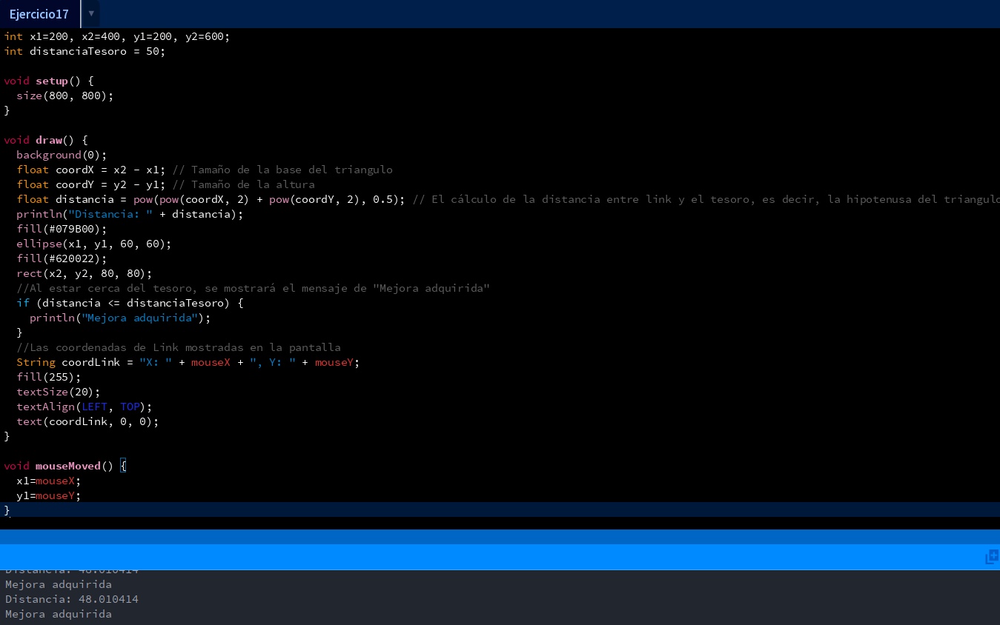 Ejercicio17
int x1=200, x2=400, y1=200, y2=600;
int distanciaTesoro = 50;
void setup() {
  size(800, 800);
}
void draw() {
  background(0);
  float coordX = x2 - x1; // Tamaño de la base del triangulo
  float coordY = y2 - y1; // Tamaño de la altura
  float distancia = pow(pow(coordX, 2) + pow(coordY, 2), 0.5); // El cálculo de la distancia entre link y el tesoro, es decir, la hipotenusa del triangulo
  println("Distancia: " + distancia);
  fill(#079B00);
  ellipse(x1, y1, 60, 60);
  fill(#620022);
  rect(x2, y2, 80, 80);
  //Al estar cerca del tesoro, se mostrará el mensaje de "Mejora adquirida"
  if (distancia <= distanciaTesoro) {
    println("Mejora adquirida");
  }
  //Las coordenadas de Link mostradas en la pantalla
  String coordLink = "X: " + mouseX + ", Y: " + mouseY;
  fill(255);
  textSize(20);
  textAlign(LEFT, TOP);
  text(coordLink, 0, 0);
}
void mouseMoved() {
  x1=mouseX;
  y1=mouseY;
}
Distancia: 48.010414
Mejora adquirida
Distancia: 48.010414
Mejora adquirida